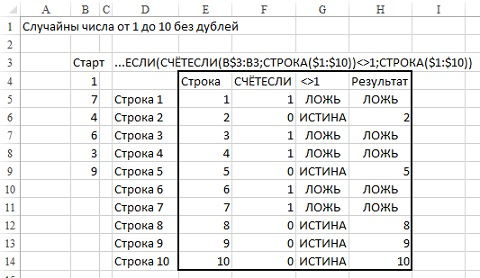 A B C D E F G H I
1 Случайны числа от 1 до 10 без дублей
2
3 Старт ...ЕСЛИ(СЧЁТЕСЛИ(B$3:B3;СТРОКА($1:$10))<>1;СТРОКА($1:$10))
4 1 Строка СЧЁТЕСЛИ <>1 Результат
5 7 Строка 1 1 1 ЛОЖЬ ЛОЖЬ
6 4 Строка 2 2 0 ИСТИНА 2
7 6 Строка 3 3 1 ЛОЖЬ ЛОЖЬ
8 3 Строка 4 4 1 ЛОЖЬ ЛОЖЬ
9 9 Строка 5 5 0 ИСТИНА 5
10 Строка 6 6 1 ЛОЖЬ ЛОЖЬ
11 Строка 7 7 1 ЛОЖЬ ЛОЖЬ
12 Строка 8 8 0 ИСТИНА 8
13 Строка 9 9 0 ИСТИНА 9
14 Строка 10 10 0 ИСТИНА 10